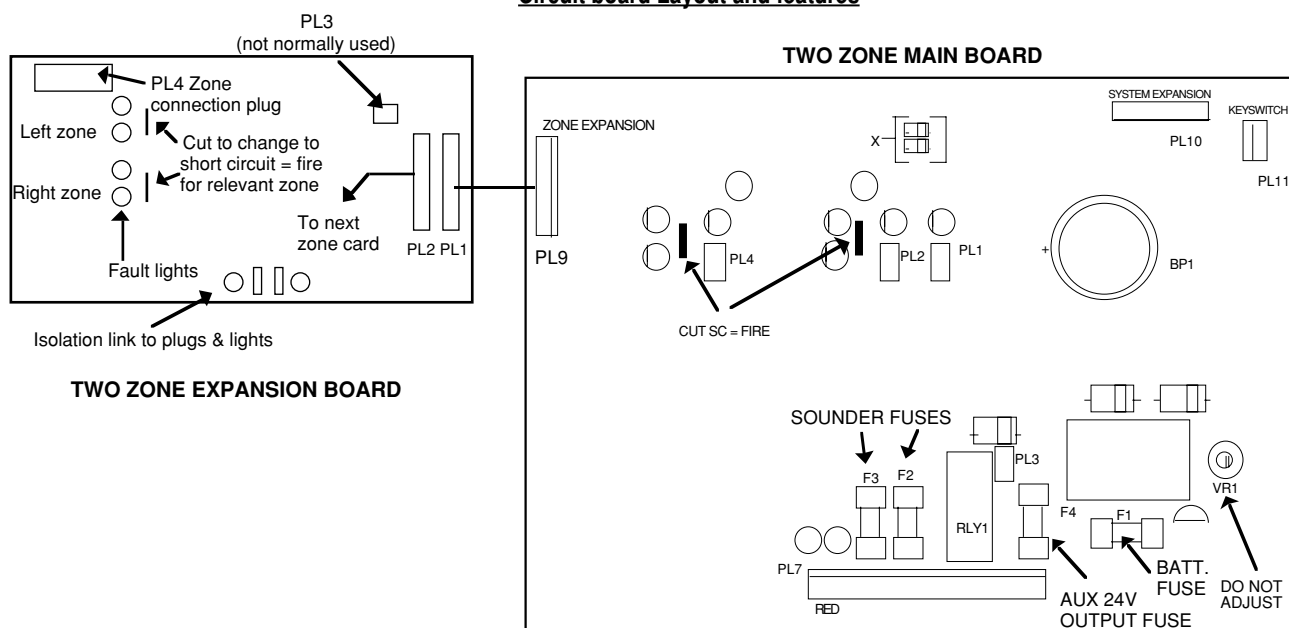 Circuit board Layout and features
PL3
(not normally used)
TWO ZONE MAIN BOARD
PL4 Zone
connection plug
Left zone
Cut to change to
short circuit = fire
for relevant zone
Right zone
To next
zone card
PL2 PL1
Fault lights
Isolation link to plugs & lights
TWO ZONE EXPANSION BOARD
ZONE EXPANSION
PL9
X
SYSTEM EXPANSION
PL10
KEYSWITCH
PL11
PL4
PL2
PL1
+
BP1
CUT SC = FIRE
SOUNDER FUSES
F3
F2
PL3
RLY1
F4
F1
VR1
PL7
RED
AUX 24V
OUTPUT FUSE
BATT.
FUSE
DO NOT
ADJUST